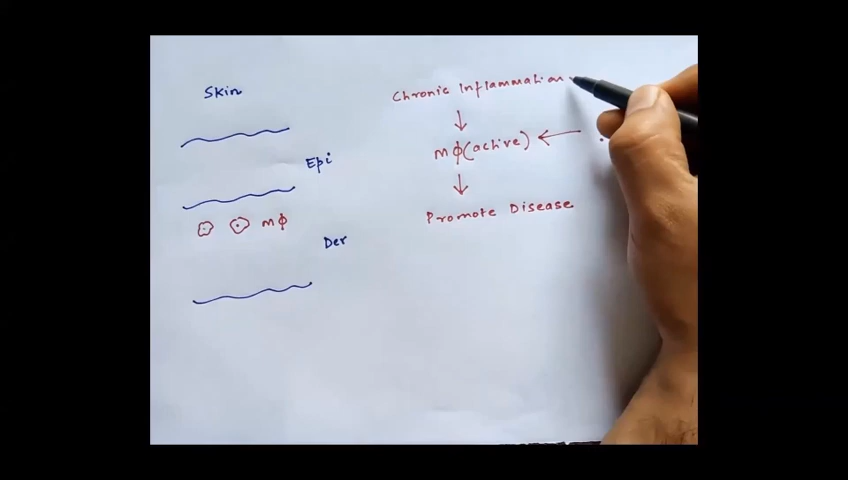 Skin
Epi
mφ
Der
Chronic Inflammation
mφ(active)
Promote Disease